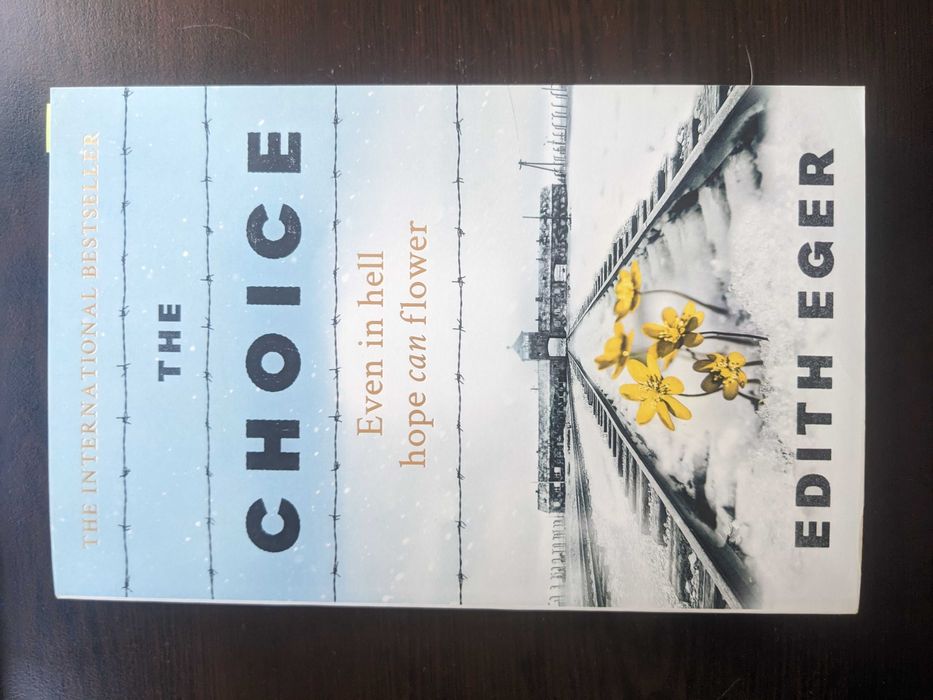 THE INTERNATIONAL BESTSELLER
THE
CHOICE
Even in hell
hope can flower
EDITH EGER